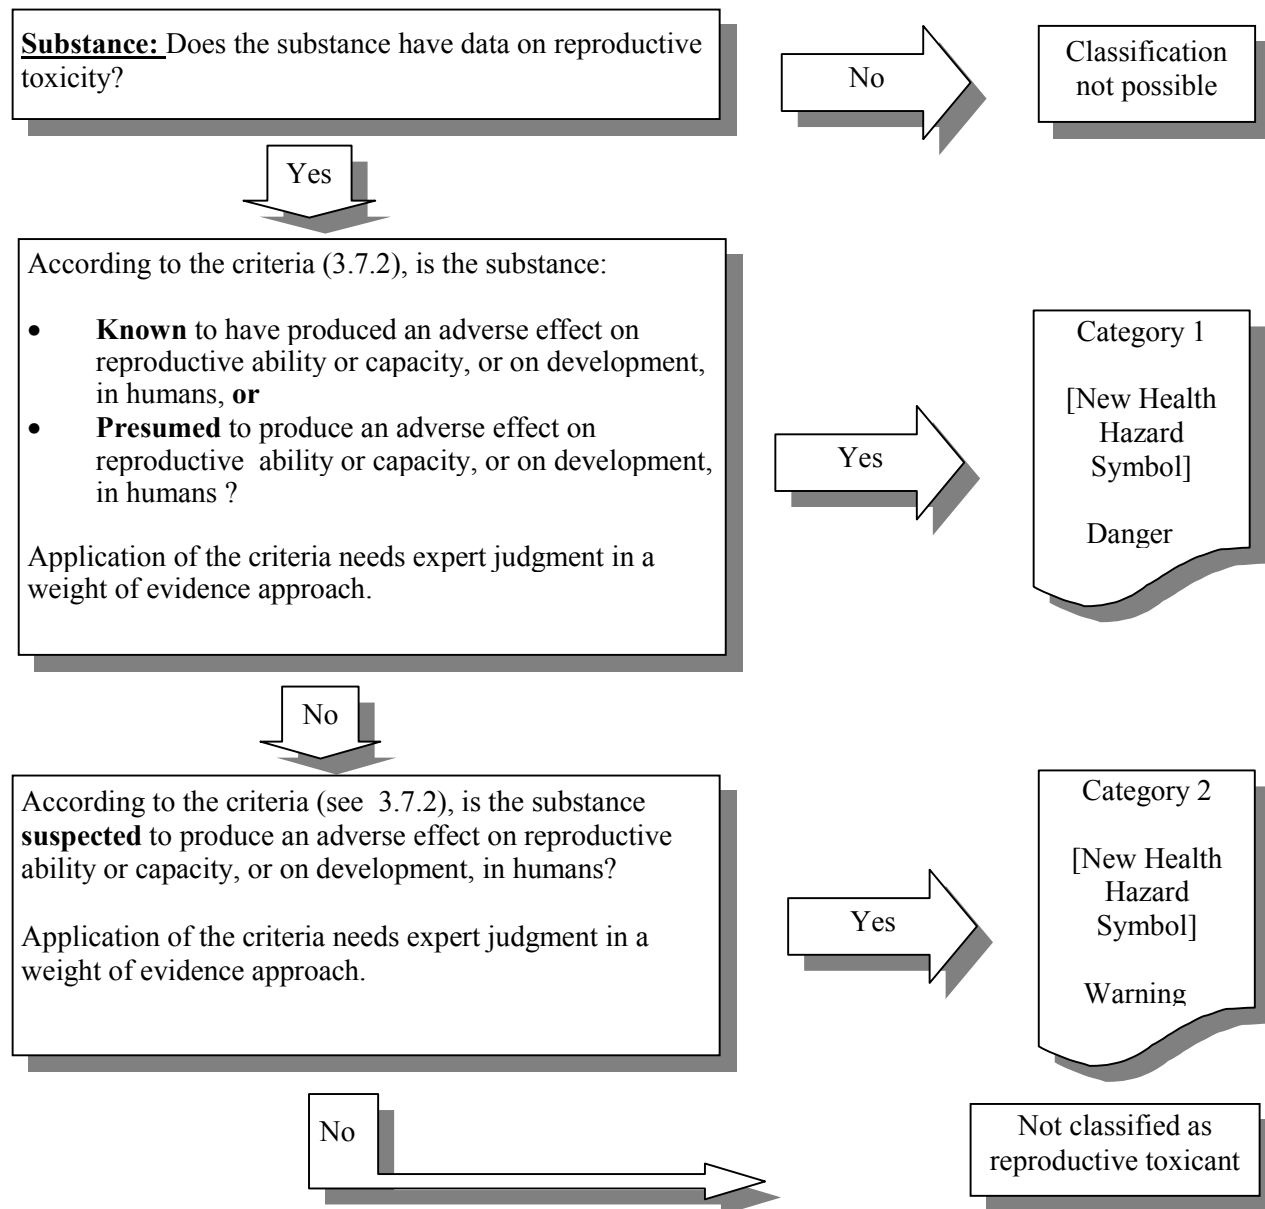 Substance: Does the substance have data on reproductive
toxicity?
No
Classification
not possible
Yes
According to the criteria (3.7.2), is the substance:
• Known to have produced an adverse effect on
reproductive ability or capacity, or on development,
in humans, or
• Presumed to produce an adverse effect on
reproductive ability or capacity, or on development,
in humans ?
Application of the criteria needs expert judgment in a
weight of evidence approach.
Yes
Category 1
[New Health
Hazard
Symbol]
Danger
No
According to the criteria (see 3.7.2), is the substance
suspected to produce an adverse effect on reproductive
ability or capacity, or on development, in humans?
Application of the criteria needs expert judgment in a
weight of evidence approach.
Yes
Category 2
[New Health
Hazard
Symbol]
Warning
No
Not classified as
reproductive toxicant